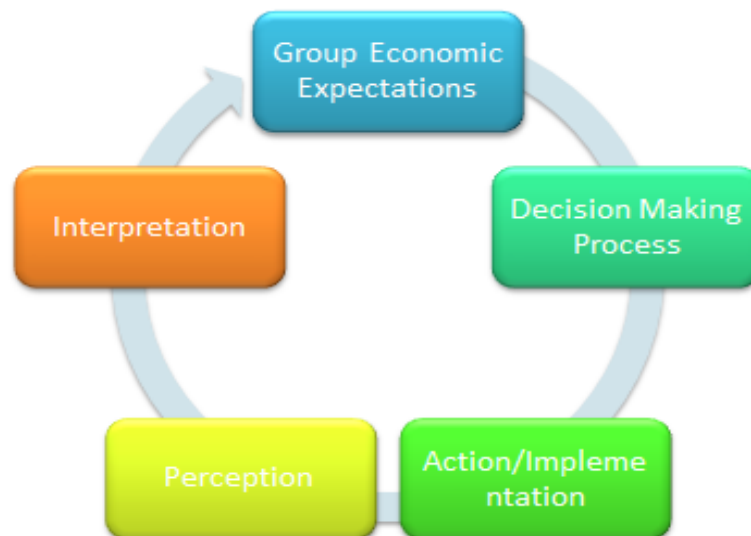 Group Economic
Expectations
Decision Making
Process
Action/Impleme
ntation
Perception
Interpretation